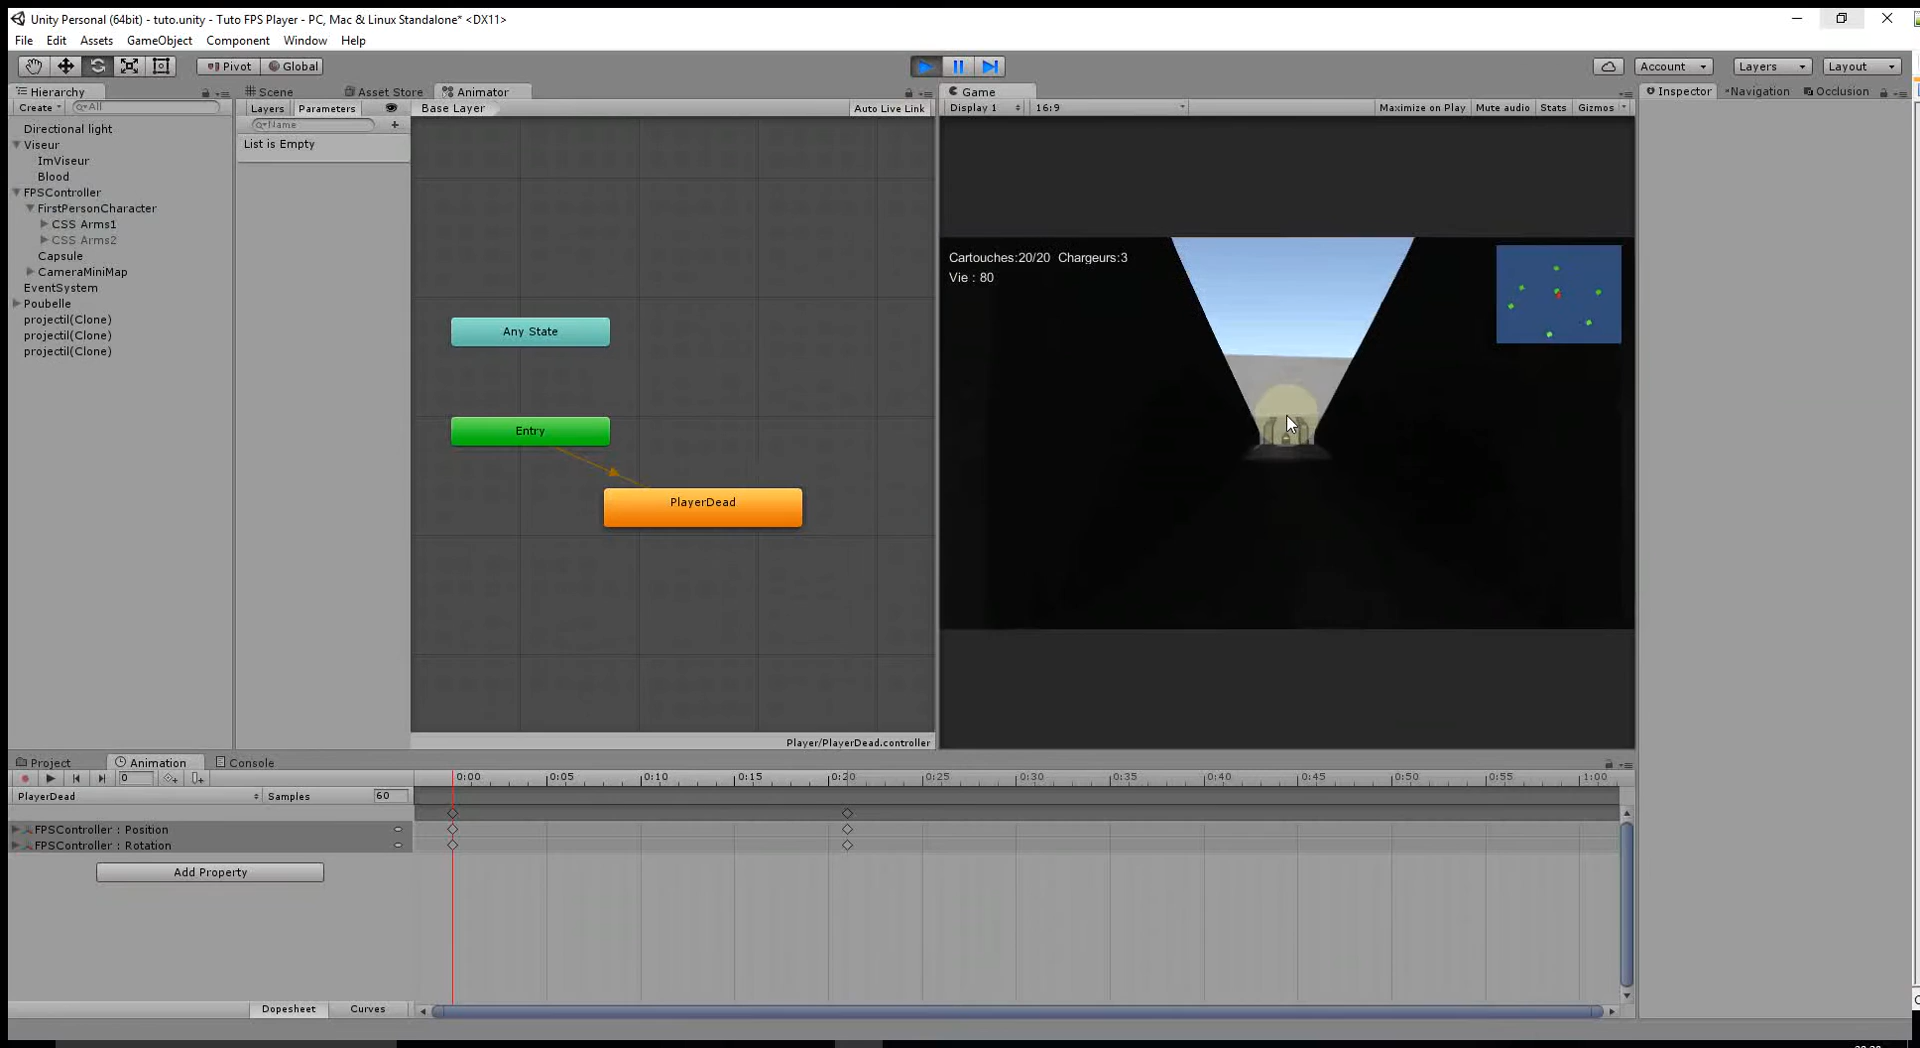 Unity Personal (64bit) - tuto.unity - Tuto FPS Player - PC, Mac & Linux Standalone* <DX11>
File Edit Assets GameObject Component Window Help
Pivot Global Account Layers Layout
Hierarchy
Create All
Directional light
Viseur
ImViseur
Blood
FPSController
FirstPersonCharacter
CSS Arms1
CSS Arms2
Capsule
CameraMiniMap
EventSystem
Poubelle
projectil(Clone)
projectil(Clone)
projectil(Clone)
Scene Asset Store Animator
Layers Parameters Base Layer Auto Live Link
Name
List is Empty
Any State
Entry
PlayerDead
Player/PlayerDead.controller
Game
Display 1 16:9 Maximize on Play Mute audio Stats Gizmos
Cartouches:20/20 Chargeurs:3
Vie : 80
Inspector Navigation Occlusion
Project Animation Console
0 0:00 0:05 0:10 0:15 0:20 0:25 0:30 0:35 0:40 0:45 0:50 0:55 1:00
PlayerDead Samples 60
FPSController : Position
FPSController : Rotation
Add Property
Dopesheet Curves